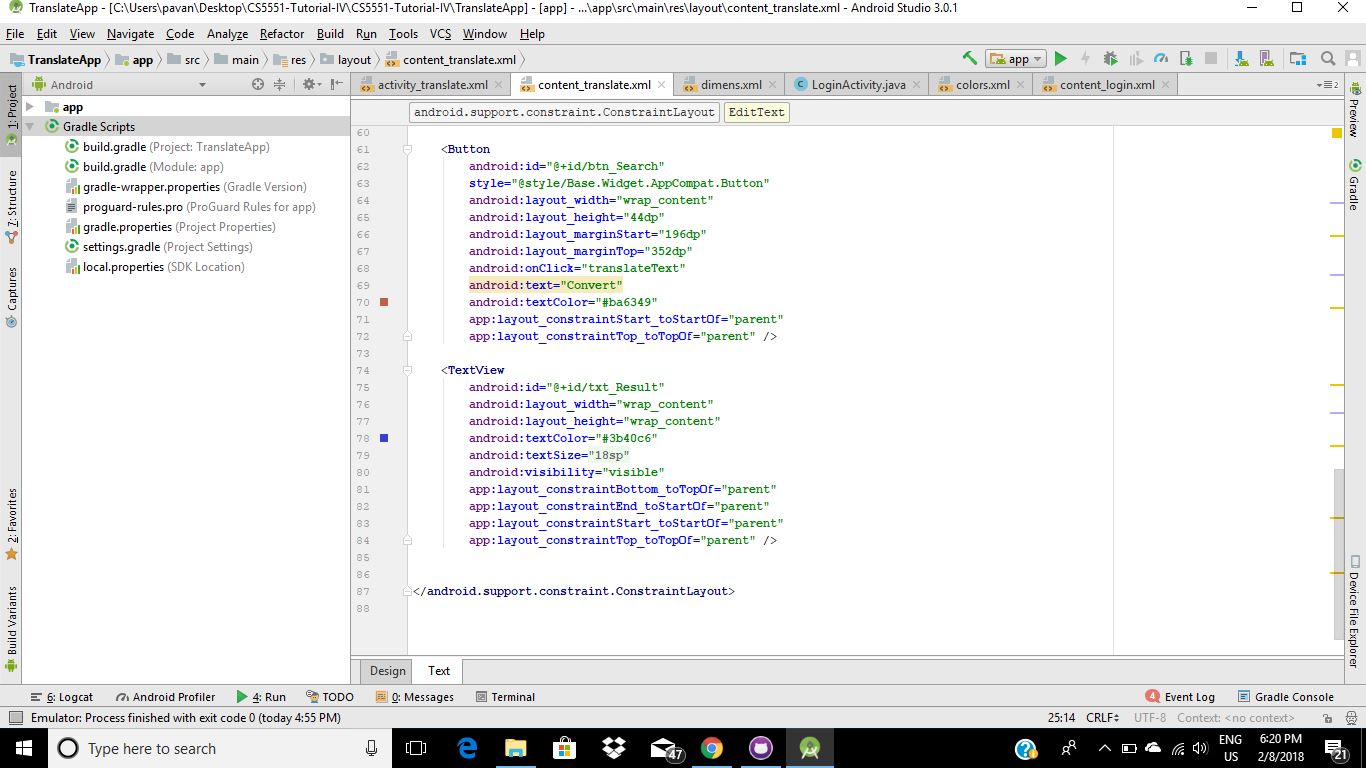 TranslateApp - [C:\Users\pavan\Desktop\CS5551-Tutorial-IV\CS5551-Tutorial-IV\TranslateApp] - [app] - ...\app\src\main\res\layout\content_translate.xml - Android Studio 3.0.1
File Edit View Navigate Code Analyze Refactor Build Run Tools VCS Window Help
TranslateApp app src main res layout content_translate.xml app
Android activity_translate.xml content_translate.xml dimens.xml LoginActivity.java colors.xml content_login.xml 2
android.support.constraint.ConstraintLayout EditText
1: Project
7: Structure
Captures
2: Favorites
Build Variants
app
Gradle Scripts
build.gradle (Project: TranslateApp)
build.gradle (Module: app)
gradle-wrapper.properties (Gradle Version)
proguard-rules.pro (ProGuard Rules for app)
gradle.properties (Project Properties)
settings.gradle (Project Settings)
local.properties (SDK Location)
60
61 <Button
62 android:id="@+id/btn_Search"
63 style="@style/Base.Widget.AppCompat.Button"
64 android:layout_width="wrap_content"
65 android:layout_height="44dp"
66 android:layout_marginStart="196dp"
67 android:layout_marginTop="352dp"
68 android:onClick="translateText"
69 android:text="Convert"
70 android:textColor="#ba6349"
71 app:layout_constraintStart_toStartOf="parent"
72 app:layout_constraintTop_toTopOf="parent" />
73
74 <TextView
75 android:id="@+id/txt_Result"
76 android:layout_width="wrap_content"
77 android:layout_height="wrap_content"
78 android:textColor="#3b40c6"
79 android:textSize="18sp"
80 android:visibility="visible"
81 app:layout_constraintBottom_toTopOf="parent"
82 app:layout_constraintEnd_toStartOf="parent"
83 app:layout_constraintStart_toStartOf="parent"
84 app:layout_constraintTop_toTopOf="parent" />
85
86
87 </android.support.constraint.ConstraintLayout>
88
Preview
Gradle
Device File Explorer
Design Text
6: Logcat Android Profiler 4: Run TODO 0: Messages Terminal 4 Event Log Gradle Console
Emulator: Process finished with exit code 0 (today 4:55 PM) 25:14 CRLF UTF-8 Context: <no context>
Type here to search 47 ENG 6:20 PM
US 2/8/2018 21